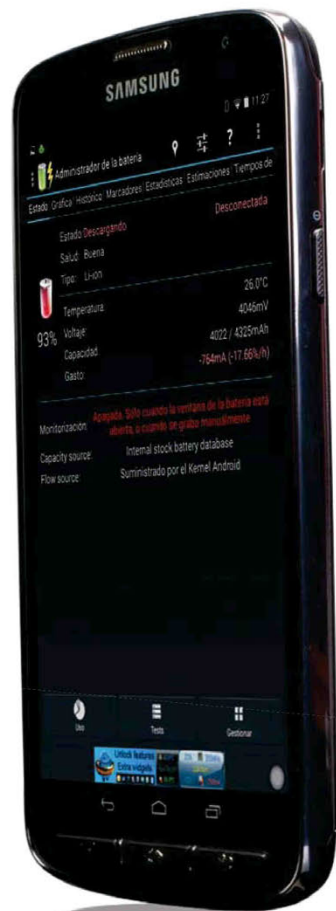 SAMSUNG
11:27
Administrador de la bateria ?
Estado Gráfica Histórico Marcadores Estadísticas Estimaciones Tiempos de
Estado: Descargando Desconectada
Salud: Buena
Tipo: Li-ion
93%
Temperatura: 26.0°C
Voltaje: 4046mV
Capacidad: 4022 / 4325mAh
Gasto: -764mA (-17.66%/h)
Monitorización: Apagada. Sólo cuando la ventana de la batería está
abierta, o cuando se grabo manualmente
Capacity source: Internal stock battery database
Flow source: Suministrado por el Kernel Android
Uso Tests Gestionar
Unlock features
Extra widgets